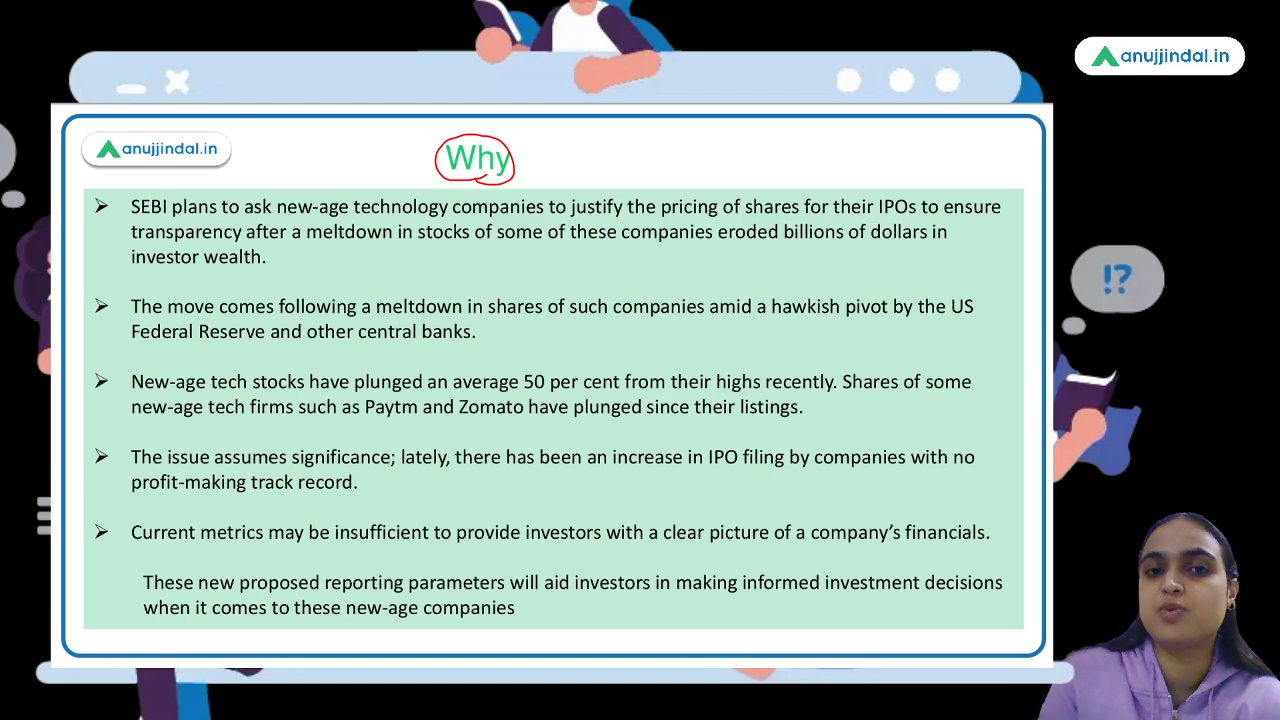 anujjindal.in
anujjindal.in
Why
➢ SEBI plans to ask new-age technology companies to justify the pricing of shares for their IPOs to ensure
transparency after a meltdown in stocks of some of these companies eroded billions of dollars in
investor wealth.
➢ The move comes following a meltdown in shares of such companies amid a hawkish pivot by the US
Federal Reserve and other central banks.
➢ New-age tech stocks have plunged an average 50 per cent from their highs recently. Shares of some
new-age tech firms such as Paytm and Zomato have plunged since their listings.
➢ The issue assumes significance; lately, there has been an increase in IPO filing by companies with no
profit-making track record.
➢ Current metrics may be insufficient to provide investors with a clear picture of a company’s financials.
These new proposed reporting parameters will aid investors in making informed investment decisions
when it comes to these new-age companies
!?